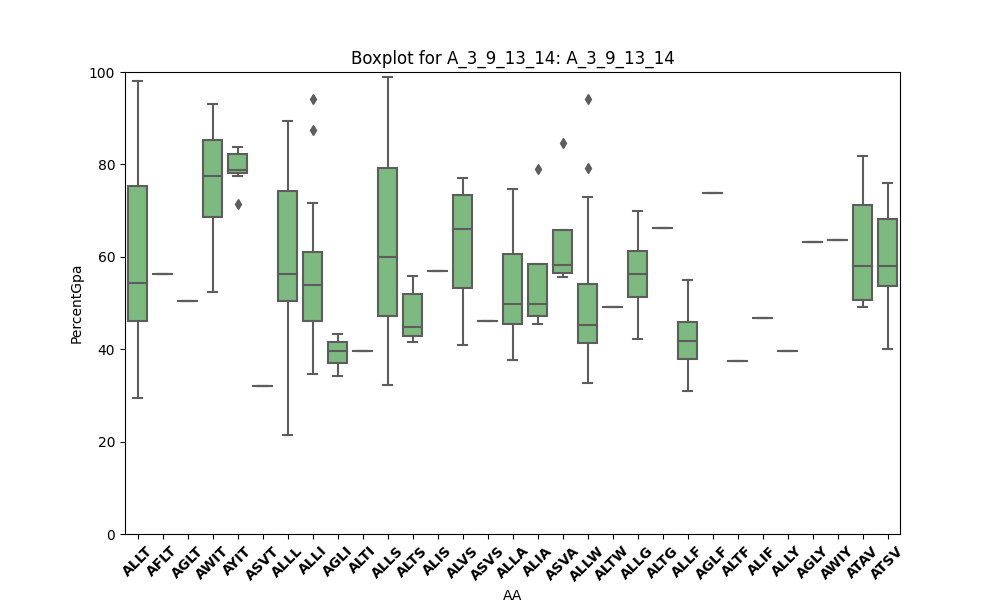 Boxplot for A_3_9_13_14: A_3_9_13_14
100
80
60
40
20
0
PercentGpa
ALLT AFLT AGLT AWIT AYIT ASVT ALLL ALLI AGLI ALTI ALLS ALTS ALIS ALVS ASVS ALLA ALIA ASVA ALLW ALTW ALLG ALTG ALLF AGLF ALTF ALIF ALLY AGLY AWIY ATAV ATSV
AA